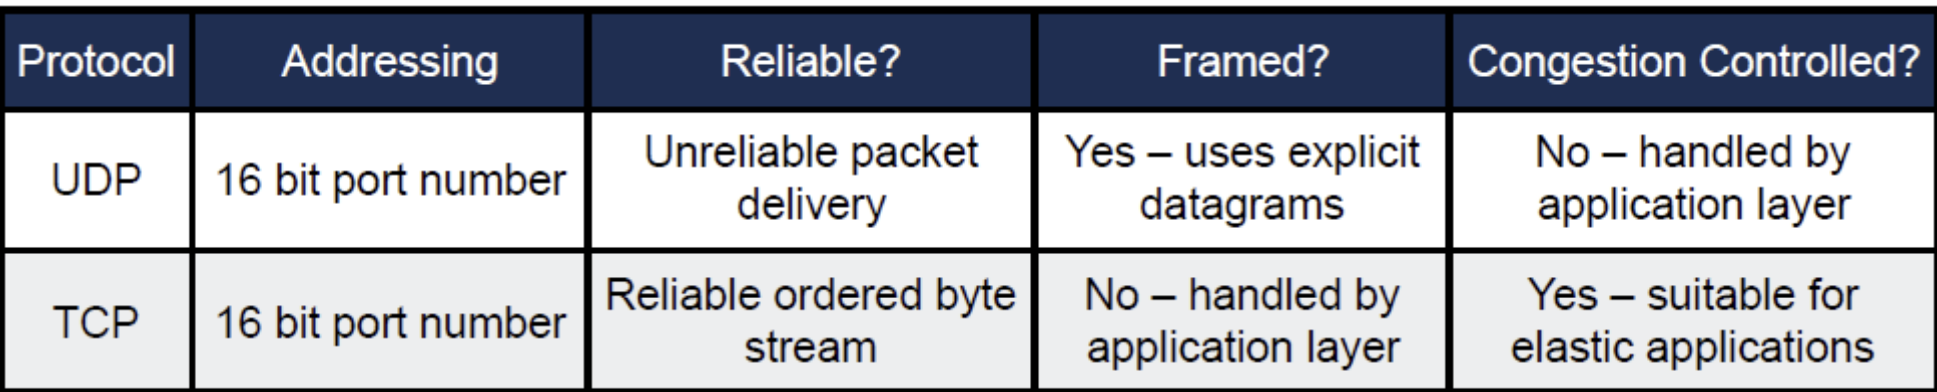 Protocol Addressing Reliable? Framed? Congestion Controlled?
UDP 16 bit port number Unreliable packet delivery Yes – uses explicit datagrams No – handled by application layer
TCP 16 bit port number Reliable ordered byte stream No – handled by application layer Yes – suitable for elastic applications